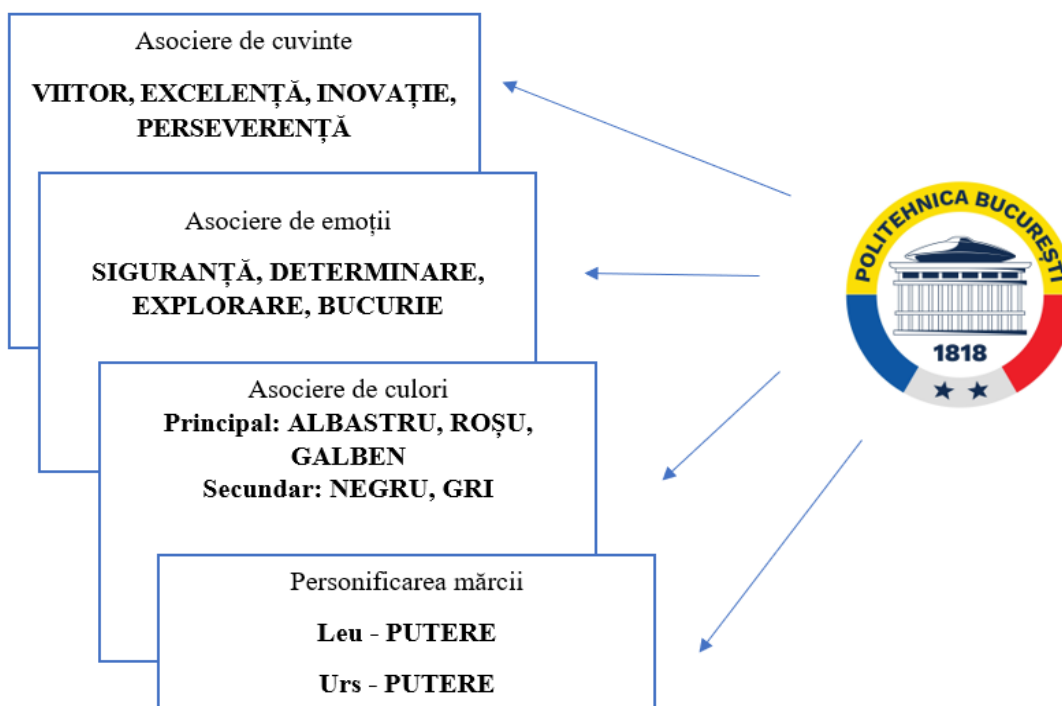 Asociere de cuvinte
VIITOR, EXCELENȚĂ, INOVAȚIE,
PERSEVERENȚĂ
Asociere de emoții
SIGURANȚĂ, DETERMINARE,
EXPLORARE, BUCURIE
Asociere de culori
Principal: ALBASTRU, ROȘU,
GALBEN
Secundar: NEGRU, GRI
Personificarea mărcii
Leu - PUTERE
Urs - PUTERE
POLITEHNICA BUCUREȘTI
1818